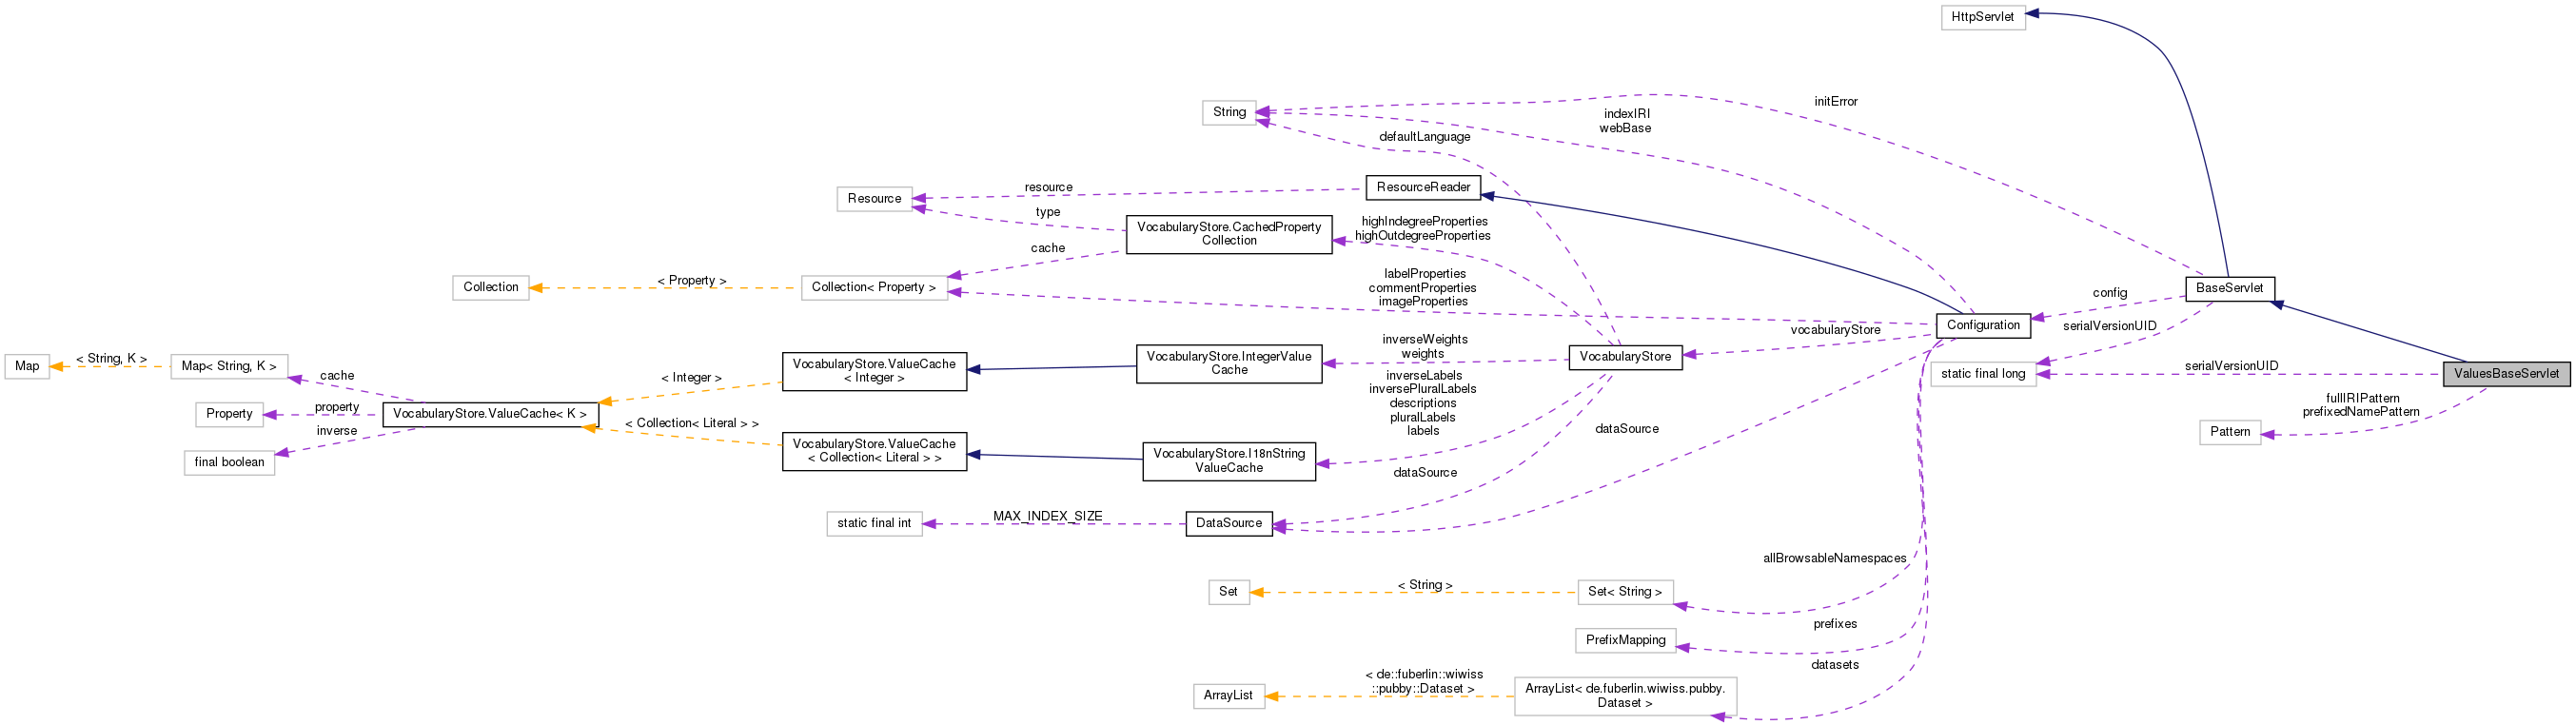 HttpServlet
String
initError
indexIRI
webBase
defaultLanguage
Resource
resource
type
ResourceReader
VocabularyStore.CachedProperty
Collection
highIndegreeProperties
highOutdegreeProperties
cache
Collection
< Property >
Collection< Property >
labelProperties
commentProperties
imageProperties
BaseServlet
config
Configuration
serialVersionUID
vocabularyStore
Map
< String, K >
Map< String, K >
cache
Property
property
inverse
final boolean
VocabularyStore.ValueCache< K >
< Integer >
< Collection< Literal > >
VocabularyStore.ValueCache
< Integer >
VocabularyStore.ValueCache
< Collection< Literal > >
VocabularyStore.IntegerValue
Cache
VocabularyStore.I18nString
ValueCache
inverseWeights
weights
inverseLabels
inversePluralLabels
descriptions
pluralLabels
labels
VocabularyStore
static final long
serialVersionUID
ValuesBaseServlet
fullIRIPattern
prefixedNamePattern
Pattern
dataSource
dataSource
static final int
MAX_INDEX_SIZE
DataSource
allBrowsableNamespaces
Set
< String >
Set< String >
PrefixMapping
prefixes
datasets
ArrayList
< de::fuberlin::wiwiss
::pubby::Dataset >
ArrayList< de.fuberlin.wiwiss.pubby.
Dataset >